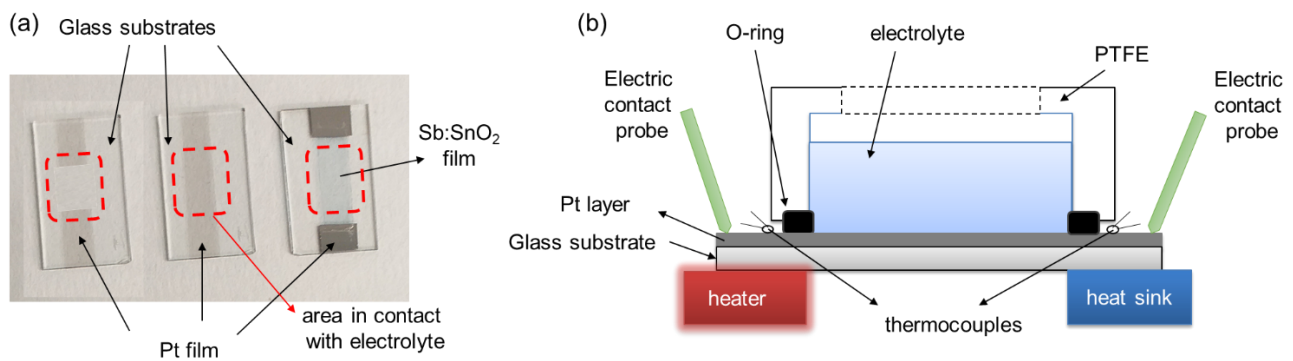 (a)
Glass substrates
Sb:SnO₂
film
Pt film
area in contact
with electrolyte
(b)
O-ring
electrolyte
PTFE
Electric
contact
probe
Electric
contact
probe
Pt layer
Glass substrate
heater
heat sink
thermocouples